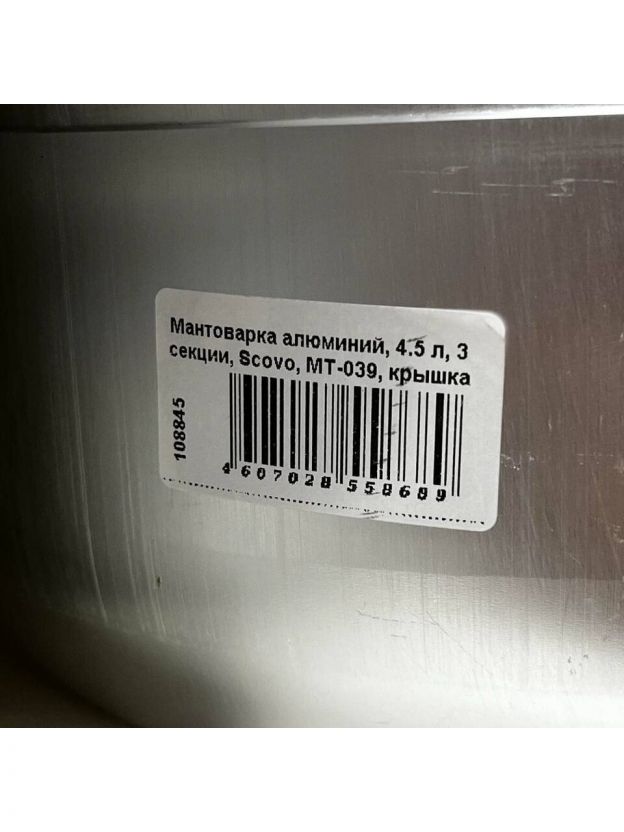 Мантоварка алюминий, 4.5 л, 3
секции, Scovo, МТ-039, крышка
108845
4 607028 558689